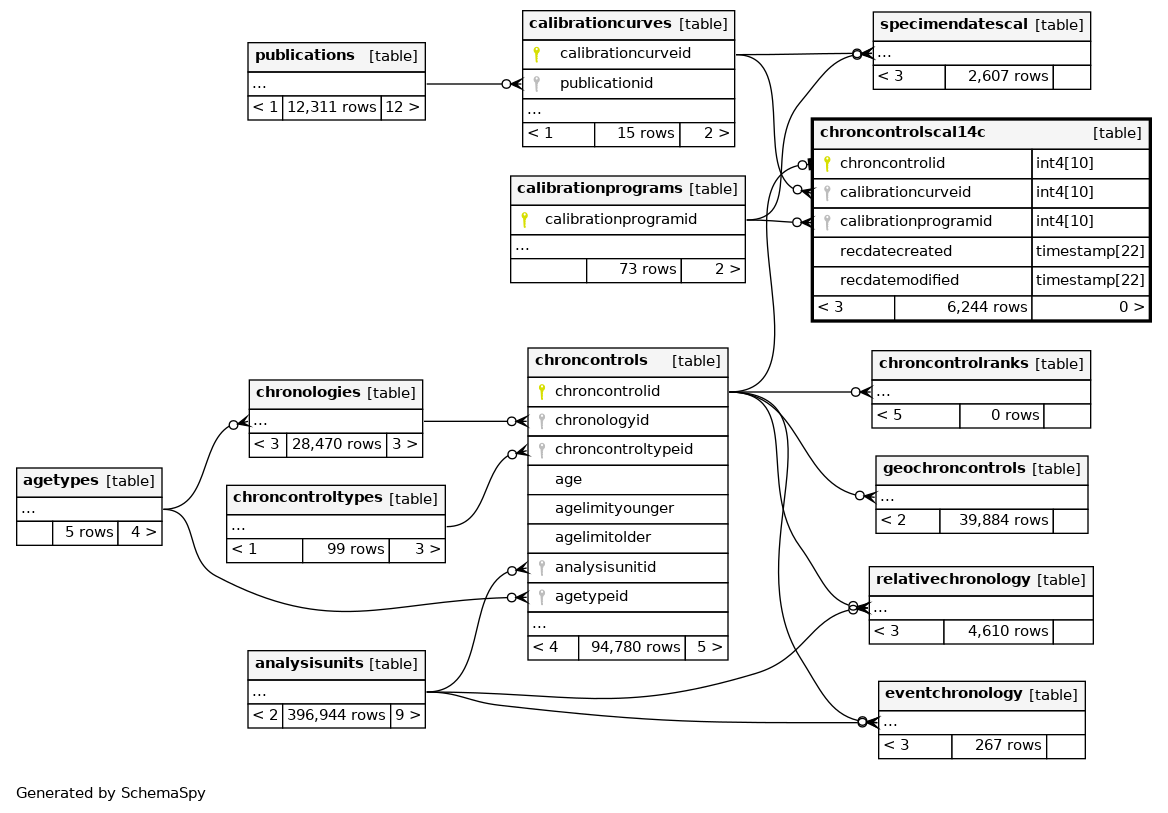 publications [table]
...
< 1 12,311 rows 12 >
calibrationcurves [table]
calibrationcurveid
publicationid
...
< 1 15 rows 2 >
specimendatescal [table]
...
< 3 2,607 rows
chroncontrolscal14c [table]
chroncontrolid int4[10]
calibrationcurveid int4[10]
calibrationprogramid int4[10]
recdatecreated timestamp[22]
recdatemodified timestamp[22]
< 3 6,244 rows 0 >
calibrationprograms [table]
calibrationprogramid
...
73 rows 2 >
chroncontrols [table]
chroncontrolid
chronologyid
chroncontroltypeid
age
agelimityounger
agelimitolder
analysisunitid
agetypeid
...
< 4 94,780 rows 5 >
chroncontrolranks [table]
...
< 5 0 rows
chronologies [table]
...
< 3 28,470 rows 3 >
agetypes [table]
...
5 rows 4 >
chroncontroltypes [table]
...
< 1 99 rows 3 >
geochroncontrols [table]
...
< 2 39,884 rows
relativechronology [table]
...
< 3 4,610 rows
analysisunits [table]
...
< 2 396,944 rows 9 >
eventchronology [table]
...
< 3 267 rows
Generated by SchemaSpy